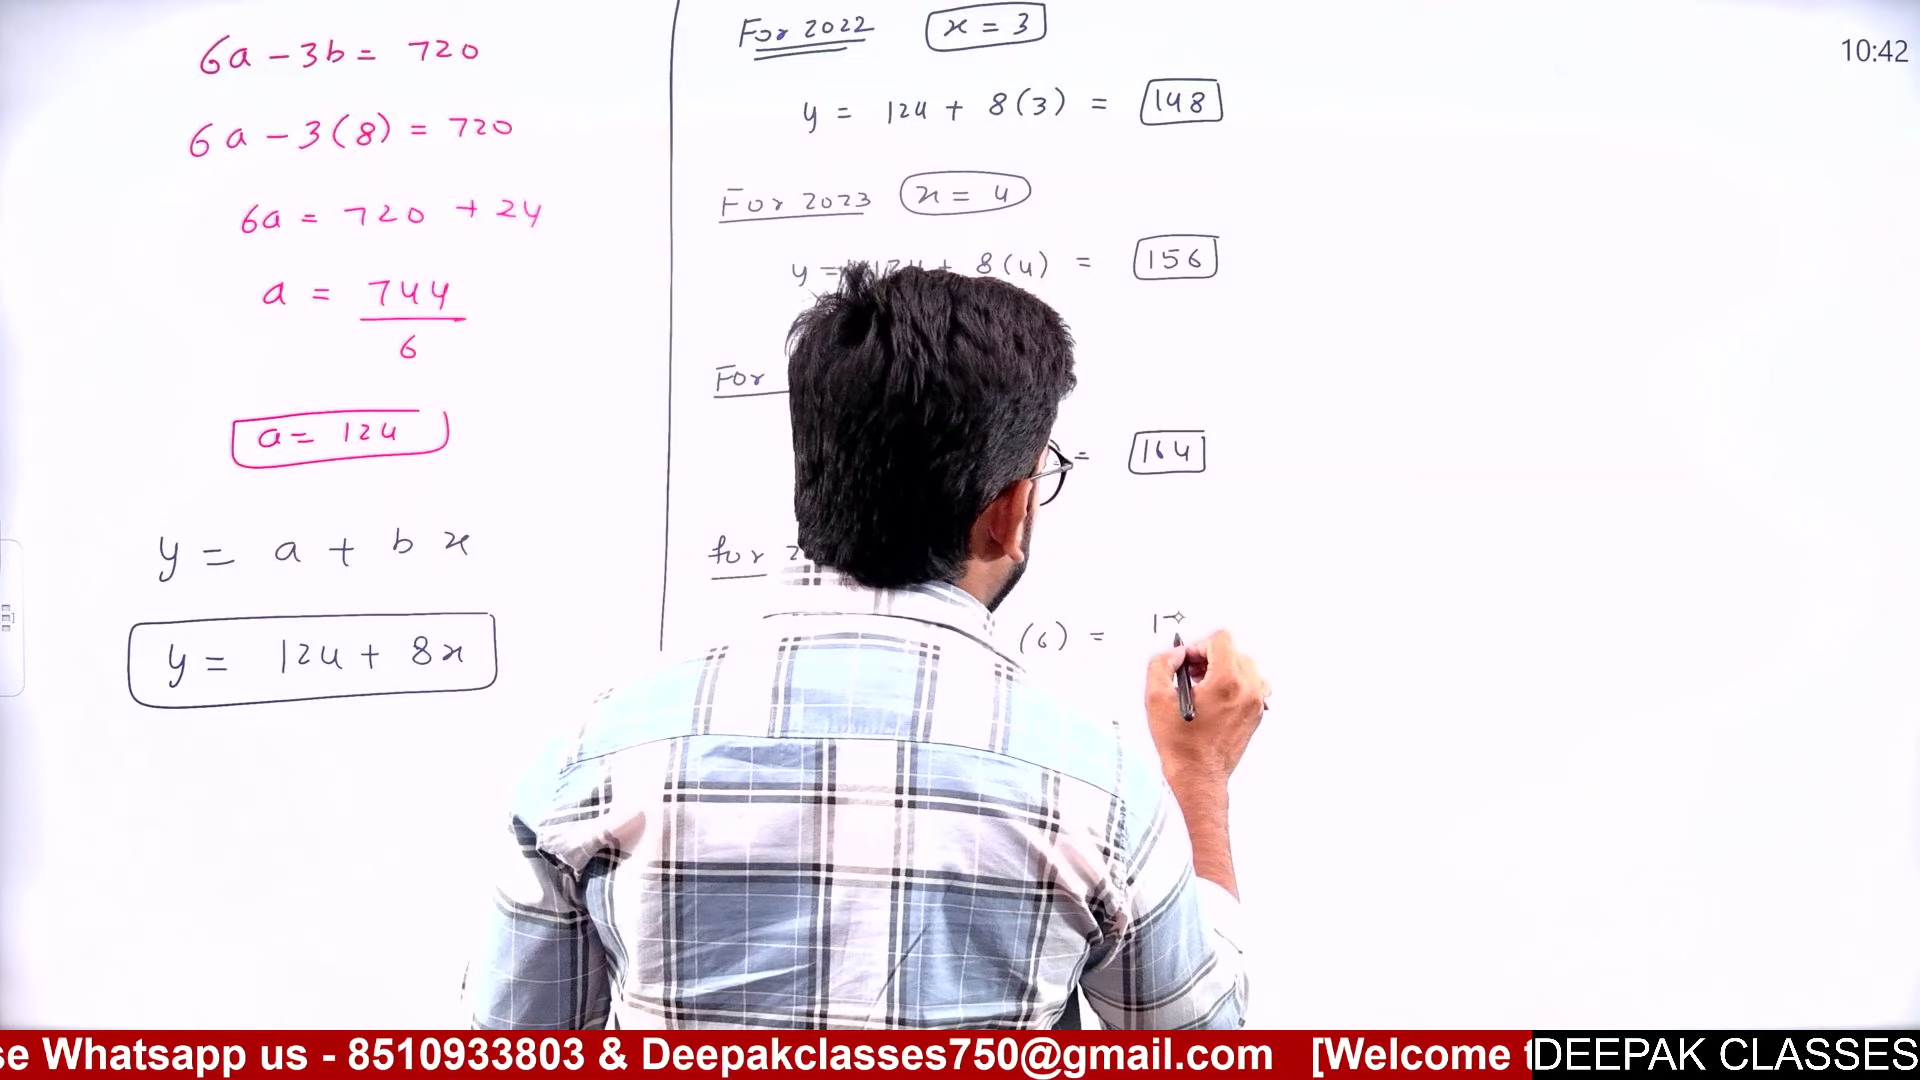 6a - 3b = 720
6a - 3(8) = 720
6a = 720 + 24
a = 744
6
a = 124
y = a + b x
y = 124 + 8x
For 2022 x = 3
y = 124 + 8(3) = 148
For 2023 x = 4
y = 8(4) = 156
For
= 164
for 2
(6) =
10:42
se Whatsapp us - 8510933803 & Deepakclasses750@gmail.com [Welcome t
DEEPAK CLASSES